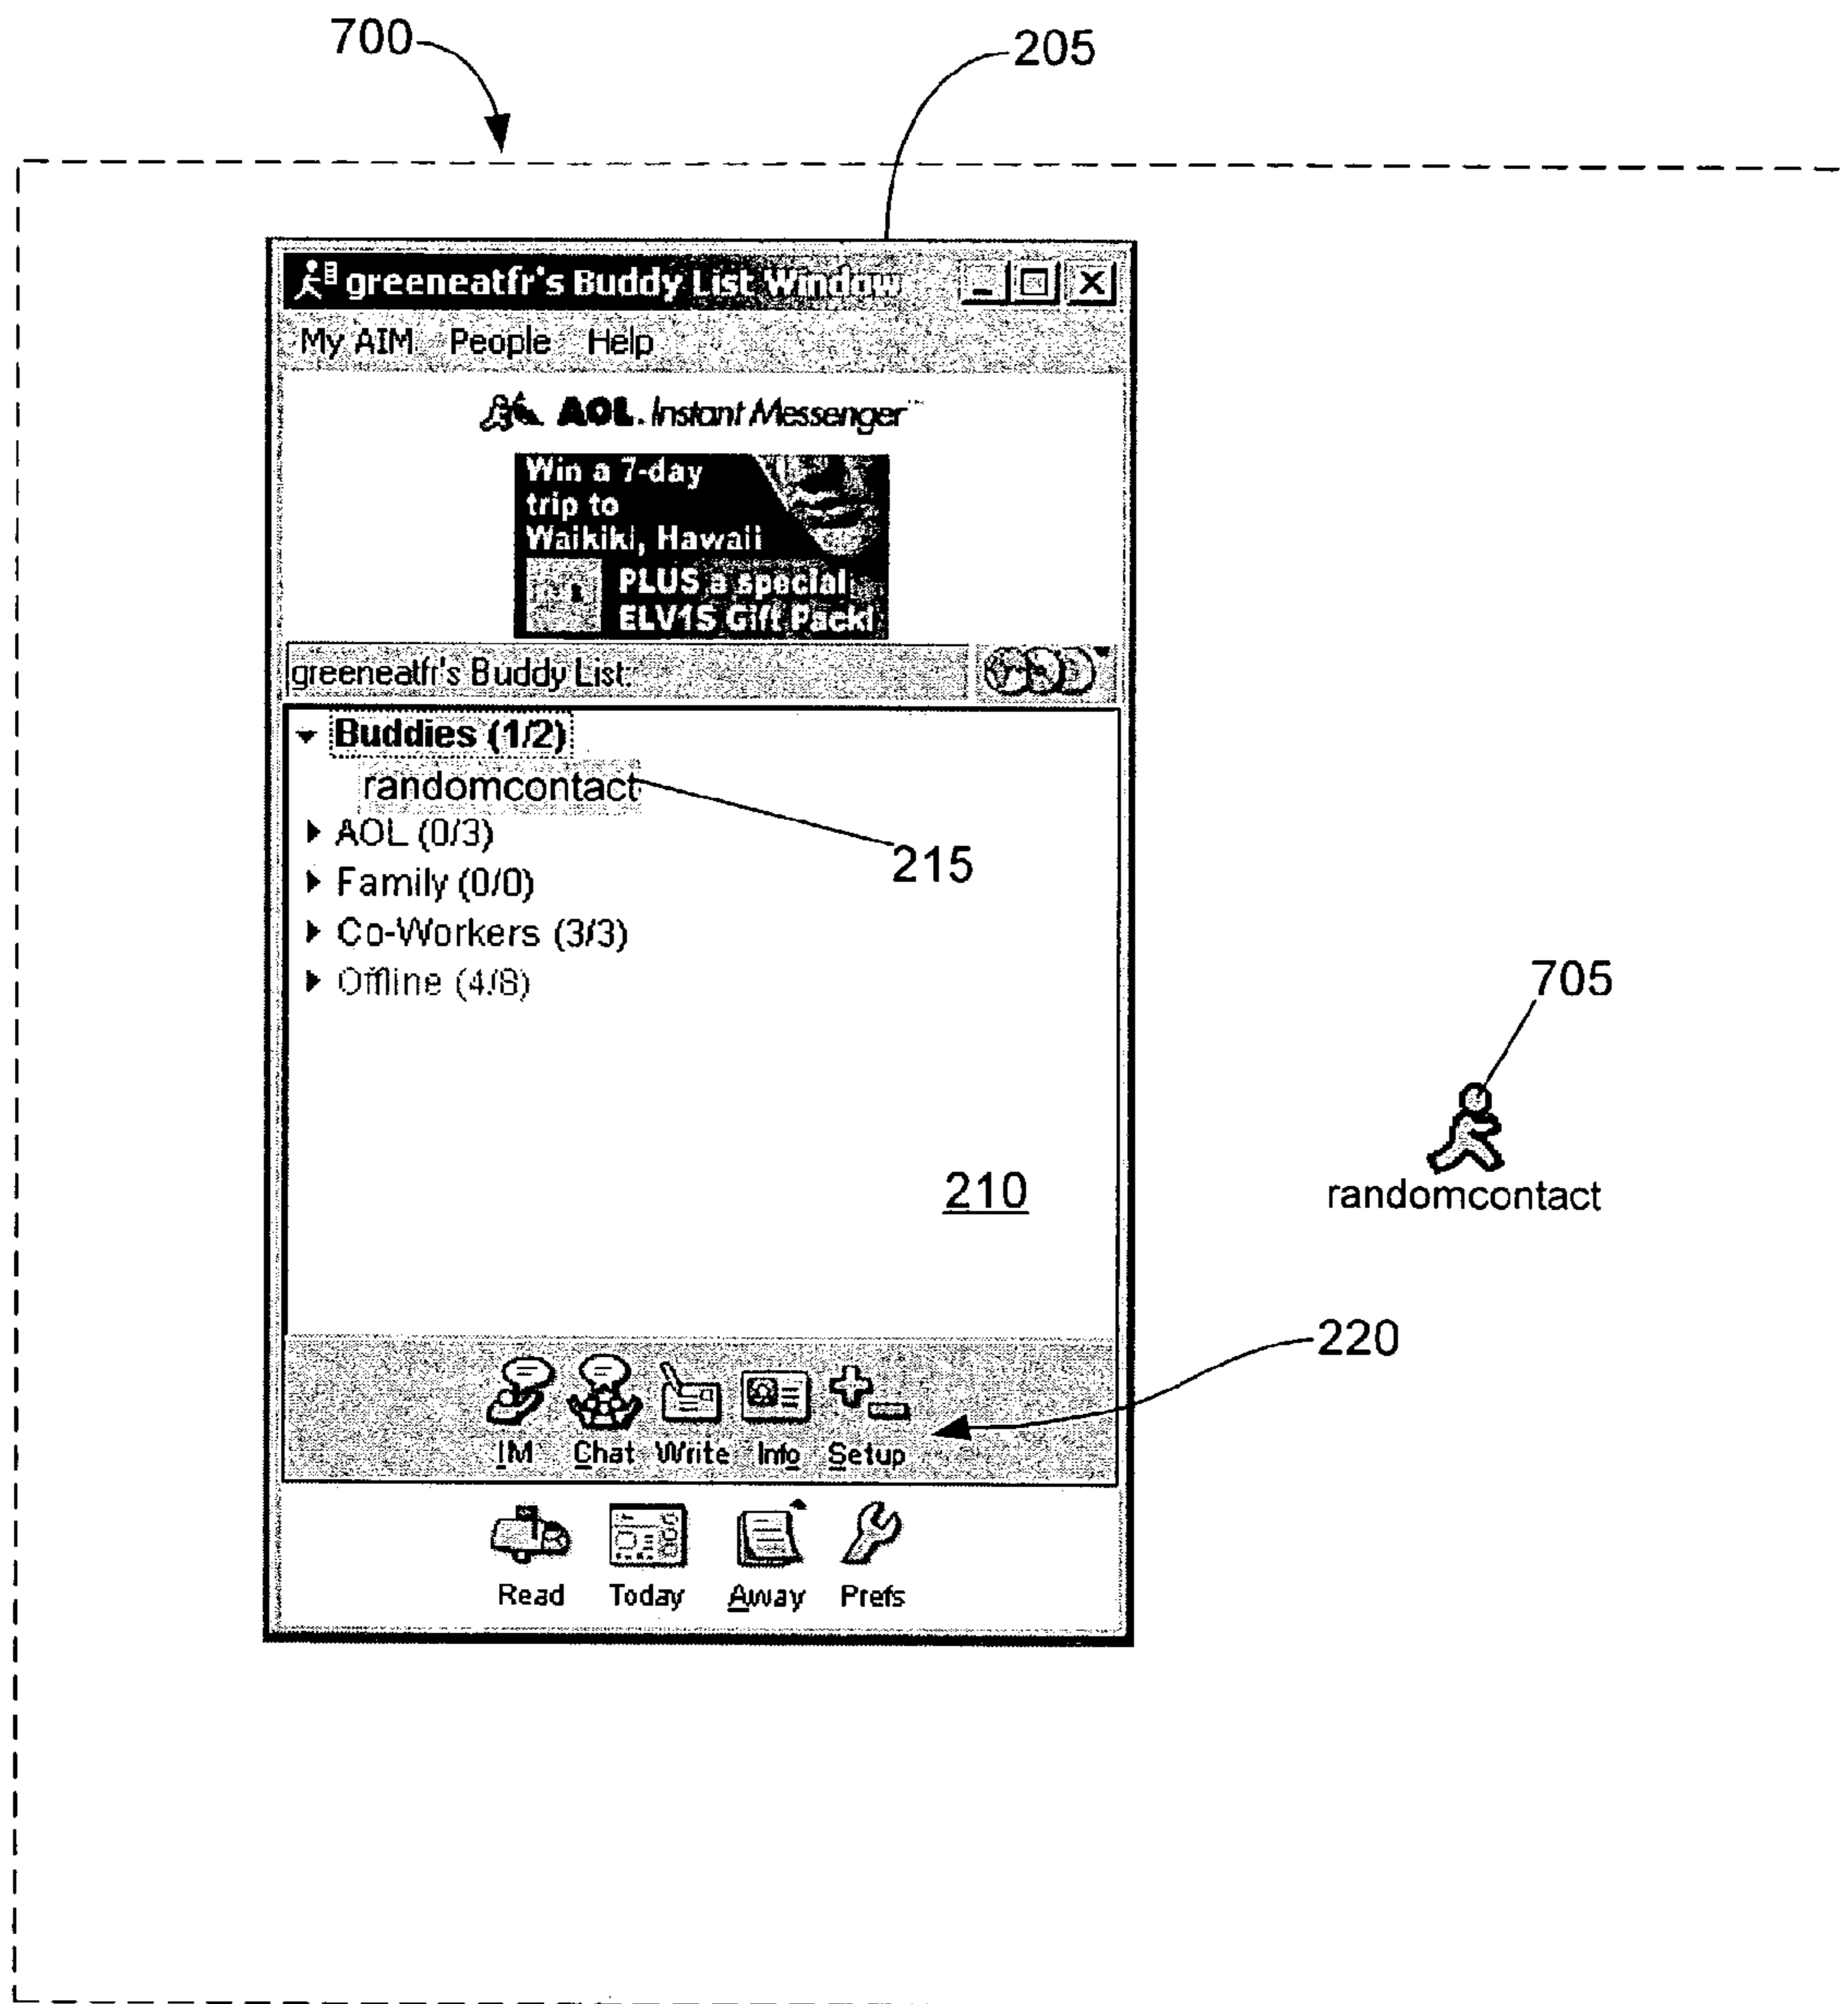 700
205
greeneatfr's Buddy List Window
My AIM People Help
AOL Instant Messenger™
Win a 7-day
trip to
Waikiki, Hawaii
PLUS a special
ELV1S Gift Pack!
greeneatfr's Buddy List:
Buddies (1/2)
randomcontact
AOL (0/3)
215
Family (0/0)
Co-Workers (3/3)
Offline (4/8)
705
210
randomcontact
220
IM Chat Write Info Setup
Read Today Away Prefs